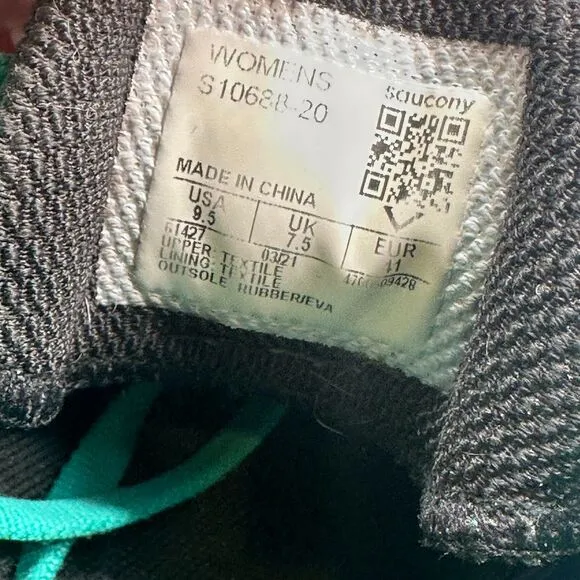 WOMENS
S10688-20
saucony
MADE IN CHINA
USA UK EUR
9.5 7.5 41
61427 03/21
UPPER: TEXTILE
LINING: TEXTILE
OUTSOLE: RUBBER/EVA